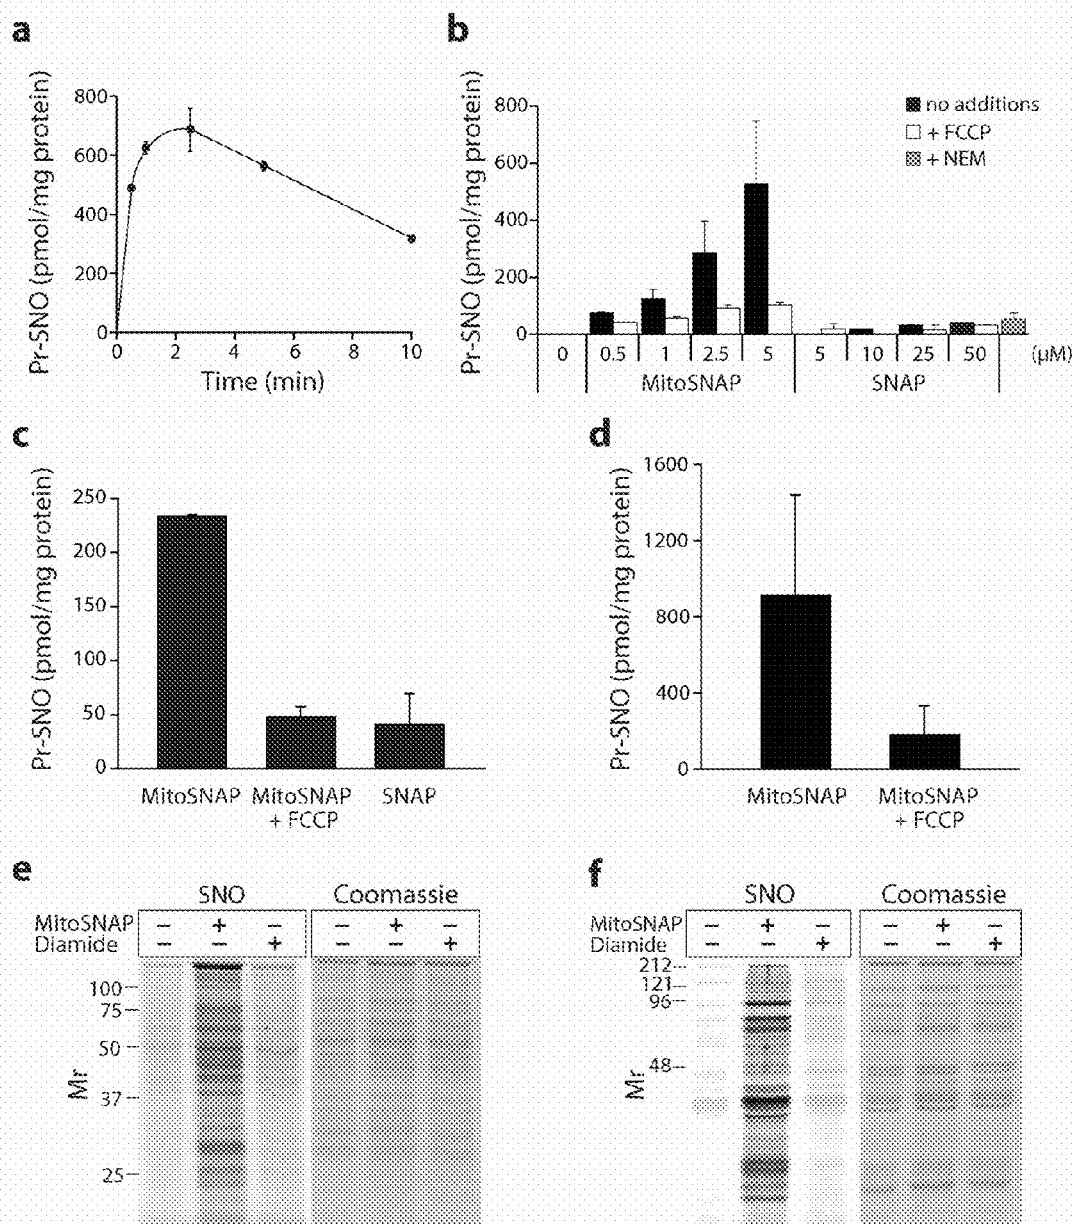 a
Pr-SNO (pmol/mg protein)
800
600
400
200
0
0 2 4 6 8 10
Time (min)
b
Pr-SNO (pmol/mg protein)
800
600
400
200
0
no additions
+ FCCP
+ NEM
0 0.5 1 2.5 5 5 10 25 50 (μM)
MitoSNAP SNAP
c
Pr-SNO (pmol/mg protein)
250
200
150
100
50
0
MitoSNAP MitoSNAP SNAP
+ FCCP
d
Pr-SNO (pmol/mg protein)
1600
1200
800
400
0
MitoSNAP MitoSNAP
+ FCCP
e
SNO Coomassie
MitoSNAP − + − − + −
Diamide − − + − − +
100
75
50
37
25
Mr
f
SNO Coomassie
MitoSNAP − + − − + −
Diamide − − + − − +
212
121
96
48
Mr